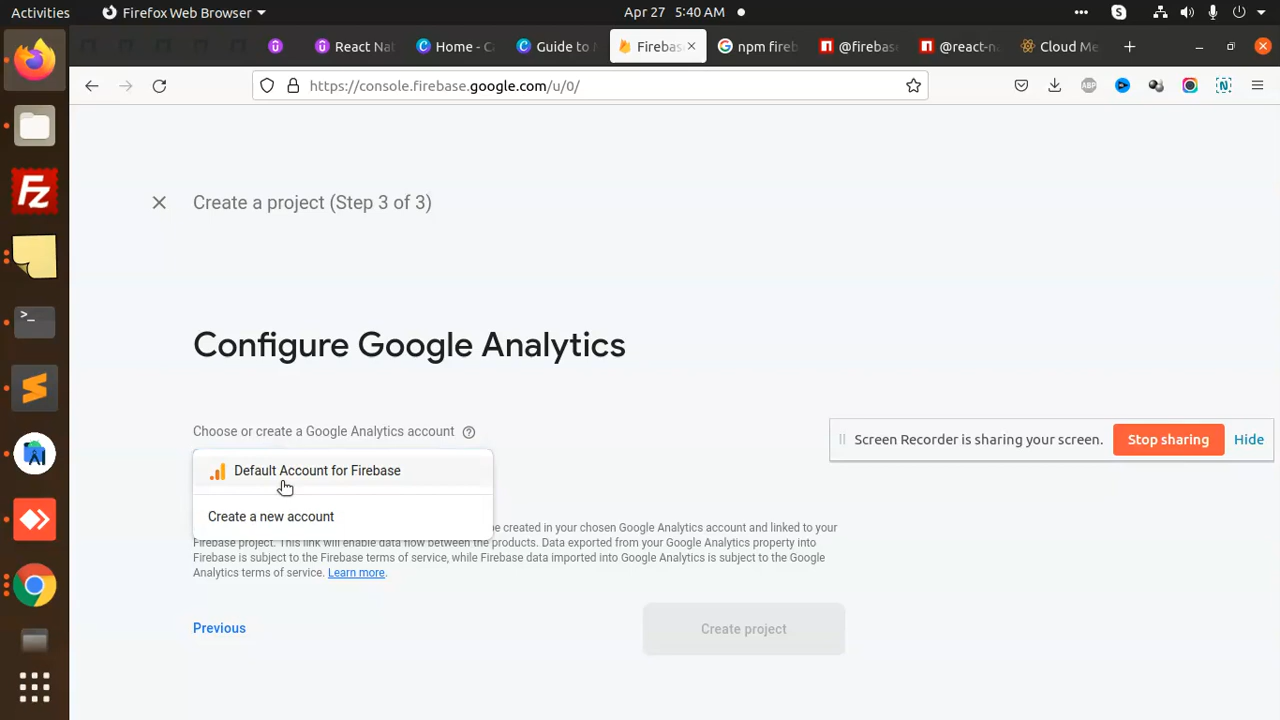 Activities
Firefox Web Browser
Apr 27 5:40 AM
React Nat
Home - C
Guide to
Firebas
npm fireb
@firebas
@react-n
Cloud Me
https://console.firebase.google.com/u/0/
ABP
N
Fz
Create a project (Step 3 of 3)
Configure Google Analytics
Choose or create a Google Analytics account
Screen Recorder is sharing your screen.
Stop sharing
Hide
Default Account for Firebase
Create a new account
be created in your chosen Google Analytics account and linked to your
Firebase project. This link will enable data flow between the products. Data exported from your Google Analytics property into
Firebase is subject to the Firebase terms of service, while Firebase data imported into Google Analytics is subject to the Google
Analytics terms of service. Learn more.
Previous
Create project